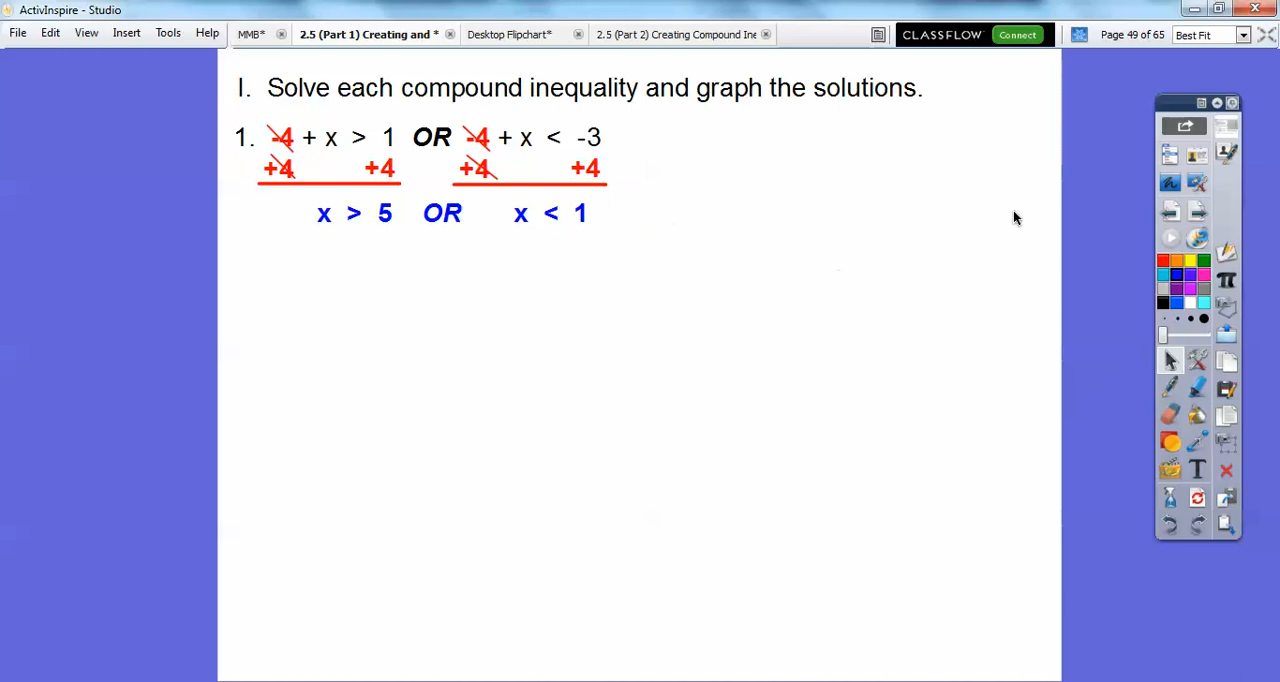 ActivInspire - Studio
File Edit View Insert Tools Help MMB* 2.5 (Part 1) Creating and * Desktop Flipchart* 2.5 (Part 2) Creating Compound Ine CLASSFLOW Connect Page 49 of 65 Best Fit
I. Solve each compound inequality and graph the solutions.
1. -4 + x > 1 OR -4 + x < -3
+4 +4 +4 +4
x > 5 OR x < 1